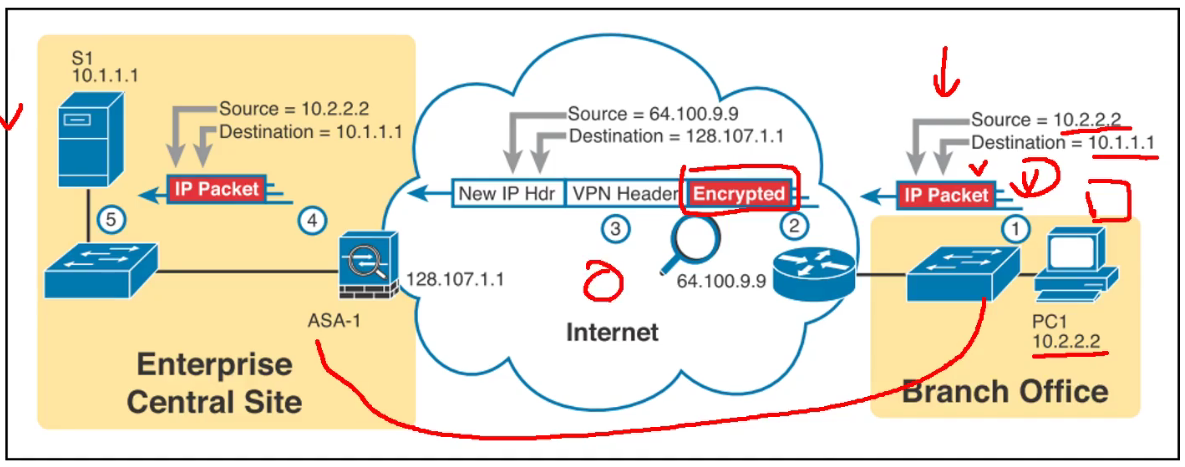 S1
10.1.1.1
Source = 10.2.2.2
Destination = 10.1.1.1
IP Packet
5
4
ASA-1
128.107.1.1
Enterprise
Central Site
Source = 64.100.9.9
Destination = 128.107.1.1
New IP Hdr
VPN Header
Encrypted
3
2
64.100.9.9
Internet
Source = 10.2.2.2
Destination = 10.1.1.1
IP Packet
1
PC1
10.2.2.2
Branch Office